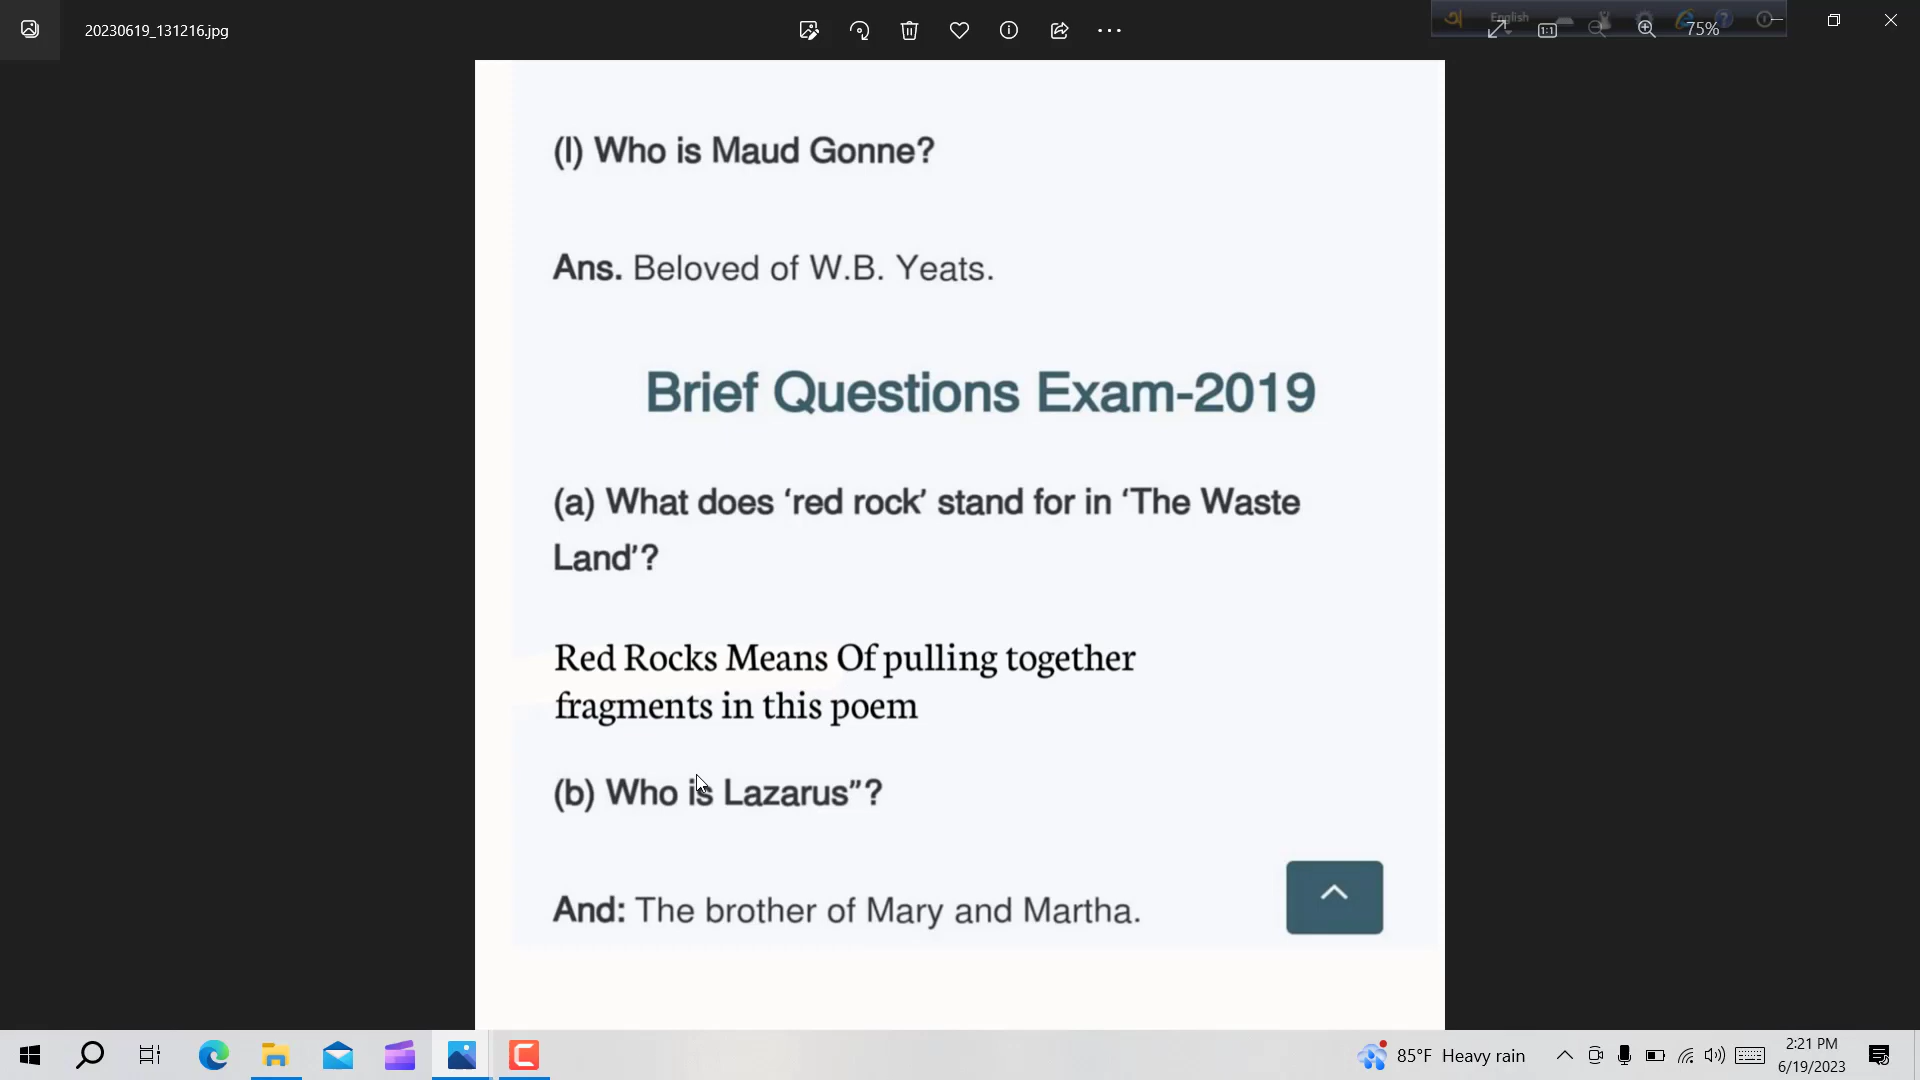 20230619_131216.jpg
English
75%
(I) Who is Maud Gonne?
Ans. Beloved of W.B. Yeats.
Brief Questions Exam-2019
(a) What does ‘red rock’ stand for in ‘The Waste
Land’?
Red Rocks Means Of pulling together
fragments in this poem
(b) Who is Lazarus”?
And: The brother of Mary and Martha.
85°F Heavy rain
2:21 PM
6/19/2023